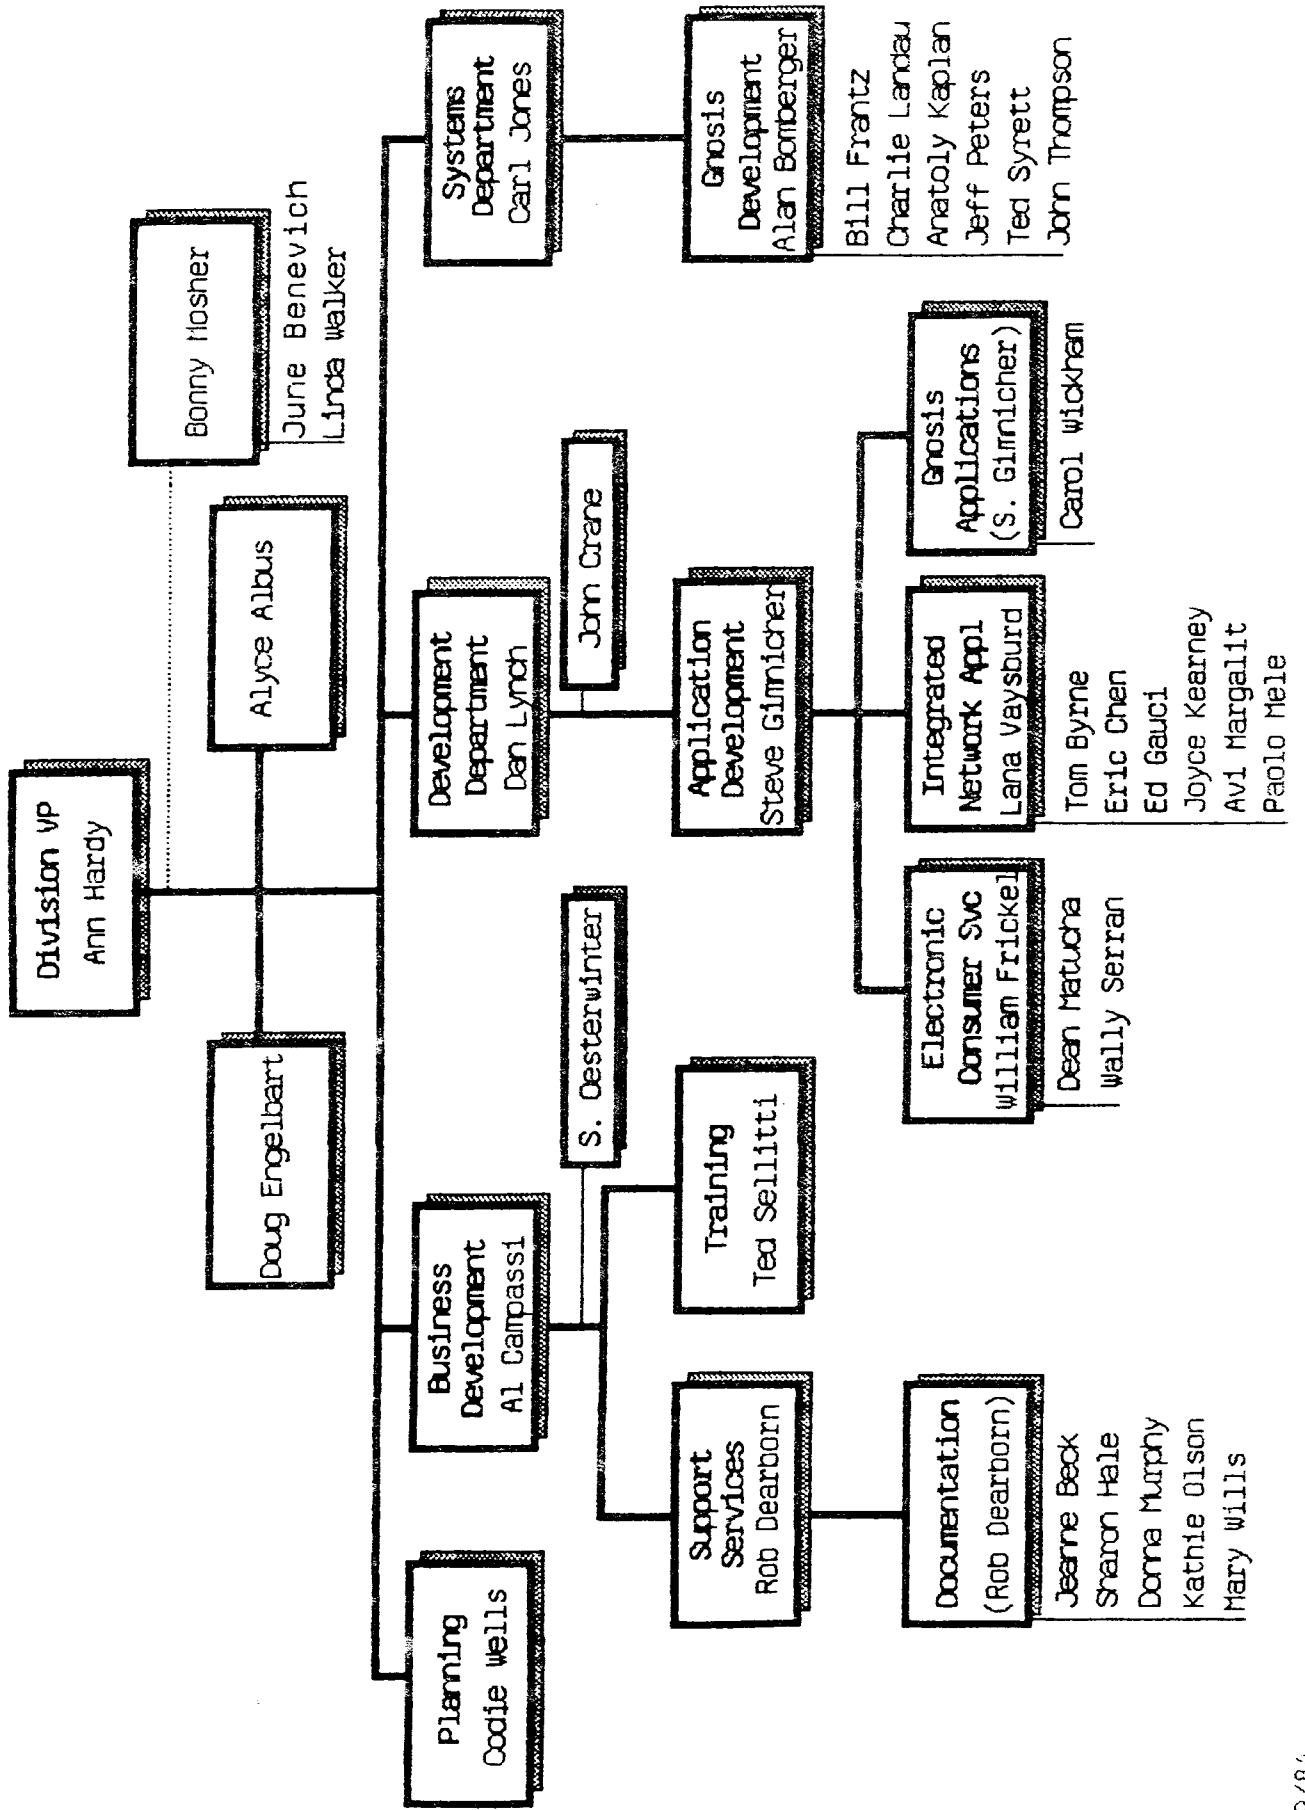 Division VP
Ann Hardy
Bonny Mosher
June Benevich
Linda Walker
Doug Engelbart
Alyce Albus
Planning
Codie Wells
Business
Development
Al Campassi
Development
Department
Dan Lynch
Systems
Department
Carl Jones
S. Oesterwinter
John Crane
Support
Services
Rob Dearborn
Training
Ted Sellitti
Application
Development
Steve Gimnicher
Gnosis
Development
Alan Bomberger
Bill Frantz
Charlie Landau
Anatoly Kaplan
Jeff Peters
Ted Syrett
John Thompson
Documentation
(Rob Dearborn)
Jeanne Beck
Sharon Hale
Donna Murphy
Kathie Olson
Mary Wills
Electronic
Consumer Svc
William Frickel
Dean Matucha
Wally Serran
Integrated
Network Appl
Lana Vaysburd
Tom Byrne
Eric Chen
Ed Gauci
Joyce Kearney
Avi Margalit
Paolo Mele
Gnosis
Applications
(S. Gimnicher)
Carol Wickham